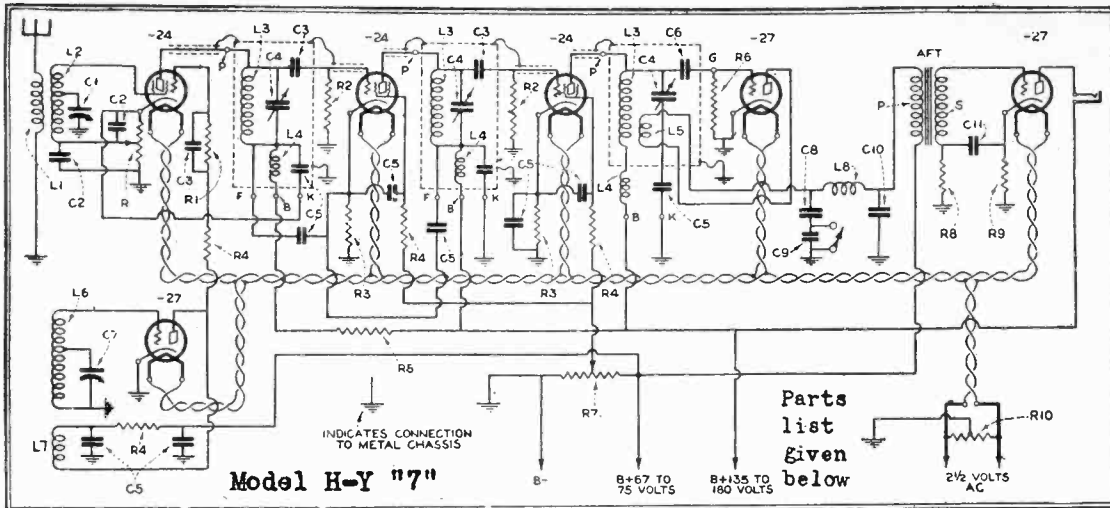 -24 L3 C3 -24 L3 C3 -24 L3 C6 -27 AFT -27
L2 C1 C2 P C4 R2 P C4 R2 P C4 G R6 P S
L4 L4 L5 C11
C3 C5 C5 C8 L8 C10
L1 C2 R R1 F B K C5 F B K L4 B K C5 R8 R9
C5 R4 C5 C9
R4 R3 R3 R4
L6 -27
C7
R5
R7 R10
INDICATES CONNECTION
TO METAL CHASSIS
L7 R4
C5
Model H-Y "7"
B-
B+67 TO
75 VOLTS
B+135 TO
180 VOLTS
Parts
list
given
below
2½ VOLTS
AC